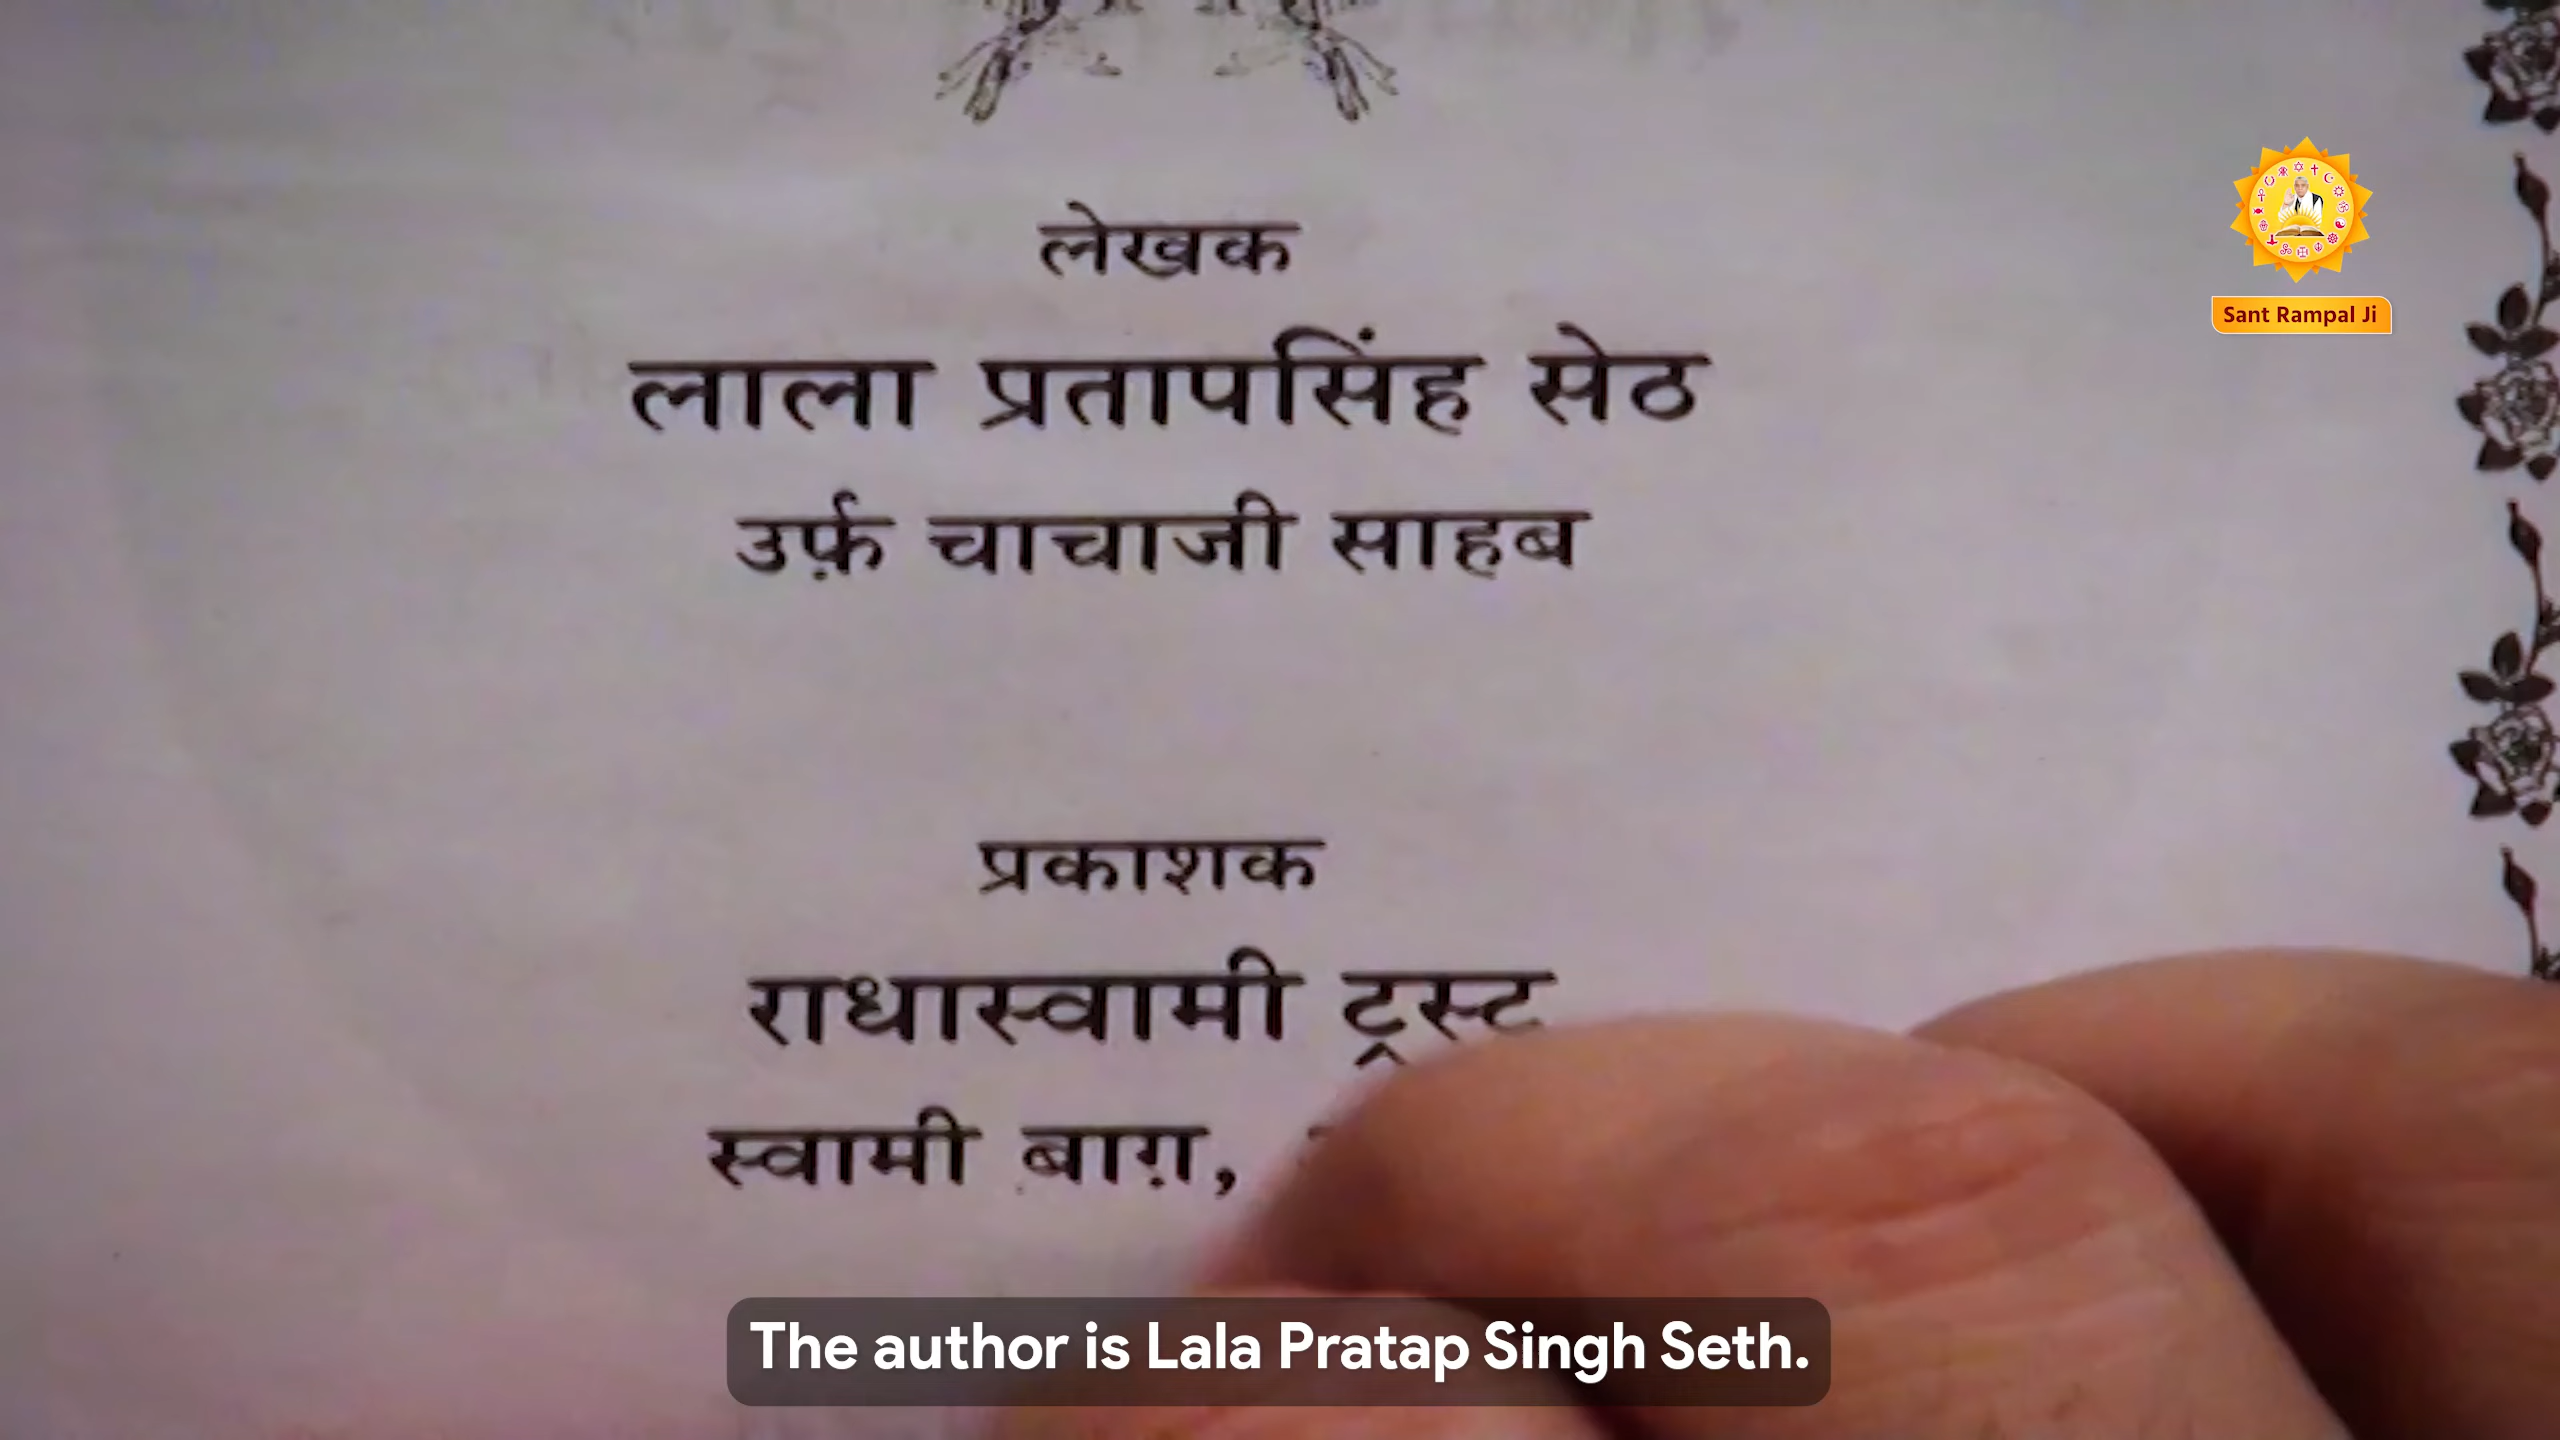 लेखक
Sant Rampal Ji
लाला प्रतापसिंह सेठ
उर्फ़ चाचाजी साहब
प्रकाशक
राधास्वामी ट्रस्ट
स्वामी बाग़,
The author is Lala Pratap Singh Seth.